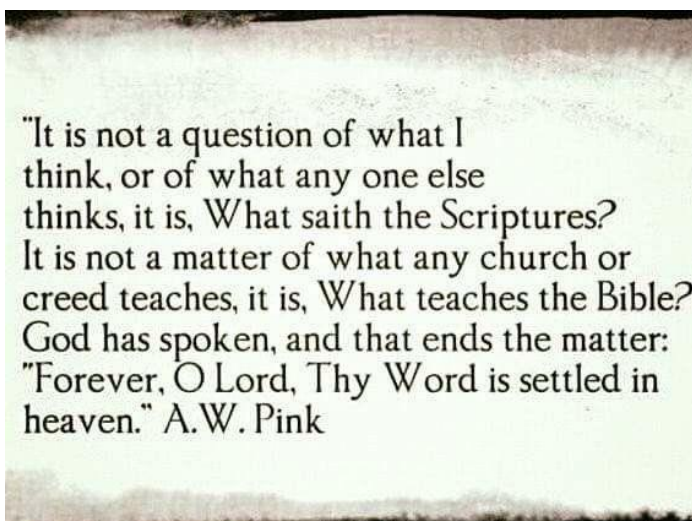 "It is not a question of what I
think, or of what any one else
thinks, it is, What saith the Scriptures?
It is not a matter of what any church or
creed teaches, it is, What teaches the Bible?
God has spoken, and that ends the matter:
"Forever, O Lord, Thy Word is settled in
heaven." A.W. Pink